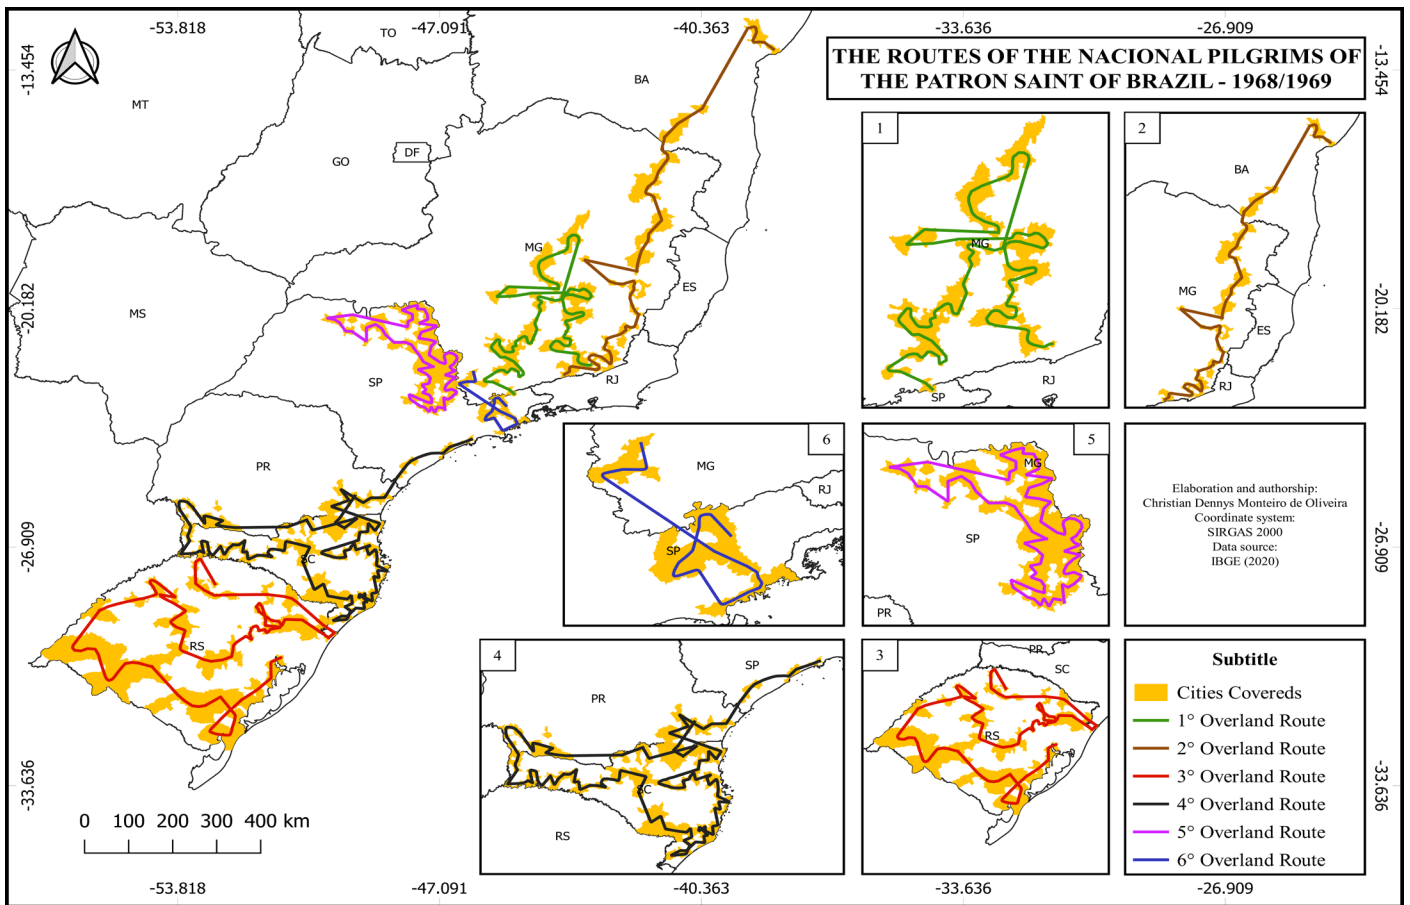 -53.818
-47.091
-40.363
-33.636
-26.909
-13.454
-13.454
THE ROUTES OF THE NACIONAL PILGRIMS OF
THE PATRON SAINT OF BRAZIL - 1968/1969
TO
MT
BA
GO
DF
MG
ES
MS
SP
RJ
PR
SC
RS
-20.182
-20.182
-26.909
-26.909
-33.636
-33.636
1
MG
SP
RJ
2
BA
MG
ES
RJ
6
MG
RJ
SP
5
MG
SP
PR
Elaboration and authorship:
Christian Dennys Monteiro de Oliveira
Coordinate system:
SIRGAS 2000
Data source:
IBGE (2020)
4
SP
PR
SC
RS
3
PR
SC
RS
Subtitle
Cities Covereds
1° Overland Route
2° Overland Route
3° Overland Route
4° Overland Route
5° Overland Route
6° Overland Route
0 100 200 300 400 km
-53.818
-47.091
-40.363
-33.636
-26.909